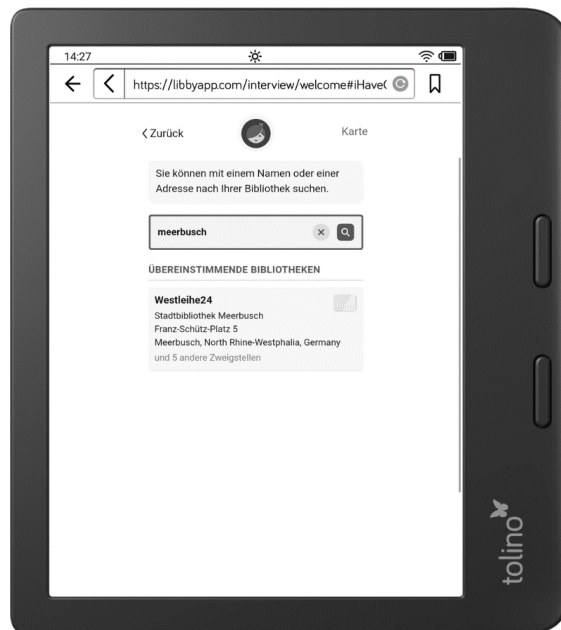 14:27
https://libbyapp.com/interview/welcome#iHave
Zurück
Karte
Sie können mit einem Namen oder einer
Adresse nach Ihrer Bibliothek suchen.
meerbusch
ÜBEREINSTIMMENDE BIBLIOTHEKEN
Westleihe24
Stadtbibliothek Meerbusch
Franz-Schütz-Platz 5
Meerbusch, North Rhine-Westphalia, Germany
und 5 andere Zweigstellen
tolino